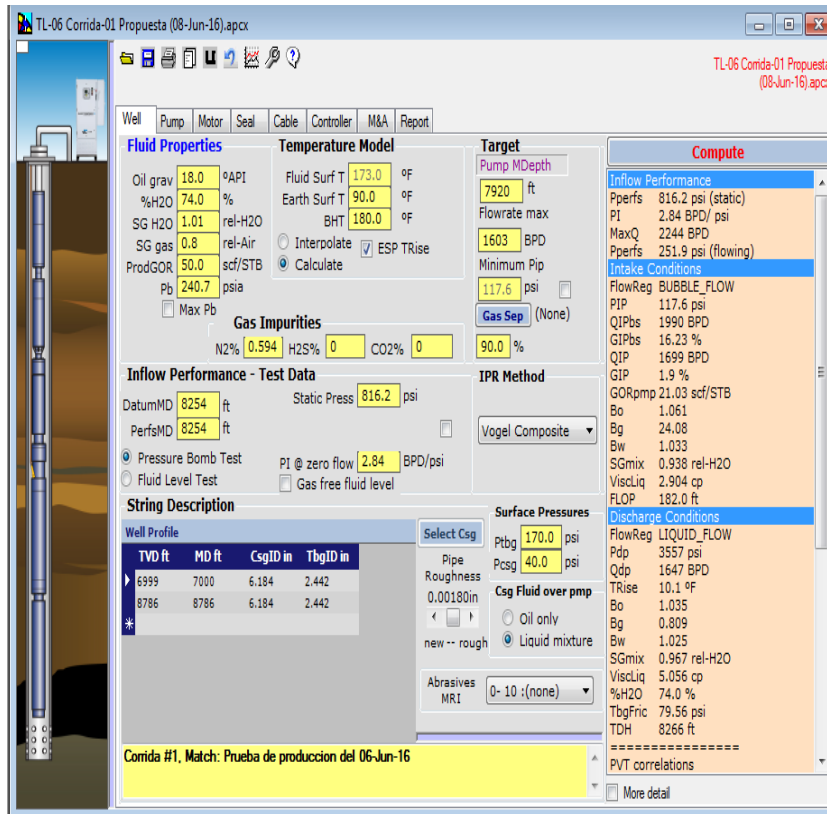 TL-06 Corrida-01 Propuesta (08-Jun-16).apcx
TL-06 Corrida-01 Propuesta
(08-Jun-16).apcx
Well Pump Motor Seal Cable Controller M&A Report
Fluid Properties
Oil grav 18.0 ºAPI
%H2O 74.0 %
SG H2O 1.01 rel-H2O
SG gas 0.8 rel-Air
ProdGOR 50.0 scf/STB
Pb 240.7 psia
Max Pb
Temperature Model
Fluid Surf T 173.0 ºF
Earth Surf T 90.0 ºF
BHT 180.0 ºF
Interpolate ESP TRise
Calculate
Gas Impurities
N2% 0.594 H2S% 0 CO2% 0
Target
Pump MDepth
7920 ft
Flowrate max
1603 BPD
Minimum Pip
117.6 psi
Gas Sep (None)
90.0 %
Inflow Performance - Test Data
DatumMD 8254 ft
Static Press 816.2 psi
PerfsMD 8254 ft
Pressure Bomb Test
PI @ zero flow 2.84 BPD/psi
Fluid Level Test
Gas free fluid level
IPR Method
Vogel Composite
String Description
Well Profile
TVD ft MD ft CsgID in TbgID in
6999 7000 6.184 2.442
8786 8786 6.184 2.442
Select Csg
Pipe
Roughness
0.00180in
new -- rough
Surface Pressures
Ptbg 170.0 psi
Pcsg 40.0 psi
Csg Fluid over pmp
Oil only
Liquid mixture
Abrasives
MRI
0- 10 :(none)
Corrida #1, Match: Prueba de produccion del 06-Jun-16
Compute
Inflow Performance
Pperfs 816.2 psi (static)
PI 2.84 BPD/ psi
MaxQ 2244 BPD
Pperfs 251.9 psi (flowing)
Intake Conditions
FlowReg BUBBLE_FLOW
PIP 117.6 psi
QIPbs 1990 BPD
GIPbs 16.23 %
QIP 1699 BPD
GIP 1.9 %
GORpmp 21.03 scf/STB
Bo 1.061
Bg 24.08
Bw 1.033
SGmix 0.938 rel-H2O
ViscLiq 2.904 cp
FLOP 182.0 ft
Discharge Conditions
FlowReg LIQUID_FLOW
Pdp 3557 psi
Qdp 1647 BPD
TRise 10.1 ºF
Bo 1.035
Bg 0.809
Bw 1.025
SGmix 0.967 rel-H2O
ViscLiq 5.056 cp
%H2O 74.0 %
TbgFric 79.56 psi
TDH 8266 ft
================
PVT correlations
More detail